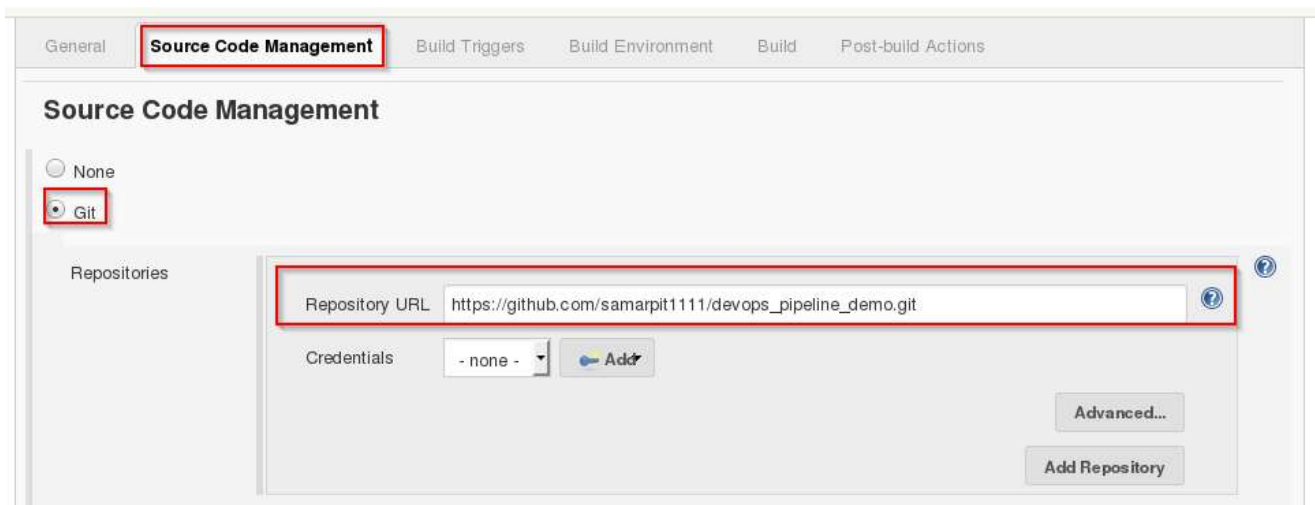 General Source Code Management Build Triggers Build Environment Build Post-build Actions
Source Code Management
None
Git
Repositories
Repository URL https://github.com/samarpit1111/devops_pipeline_demo.git
Credentials - none - Add
Advanced...
Add Repository